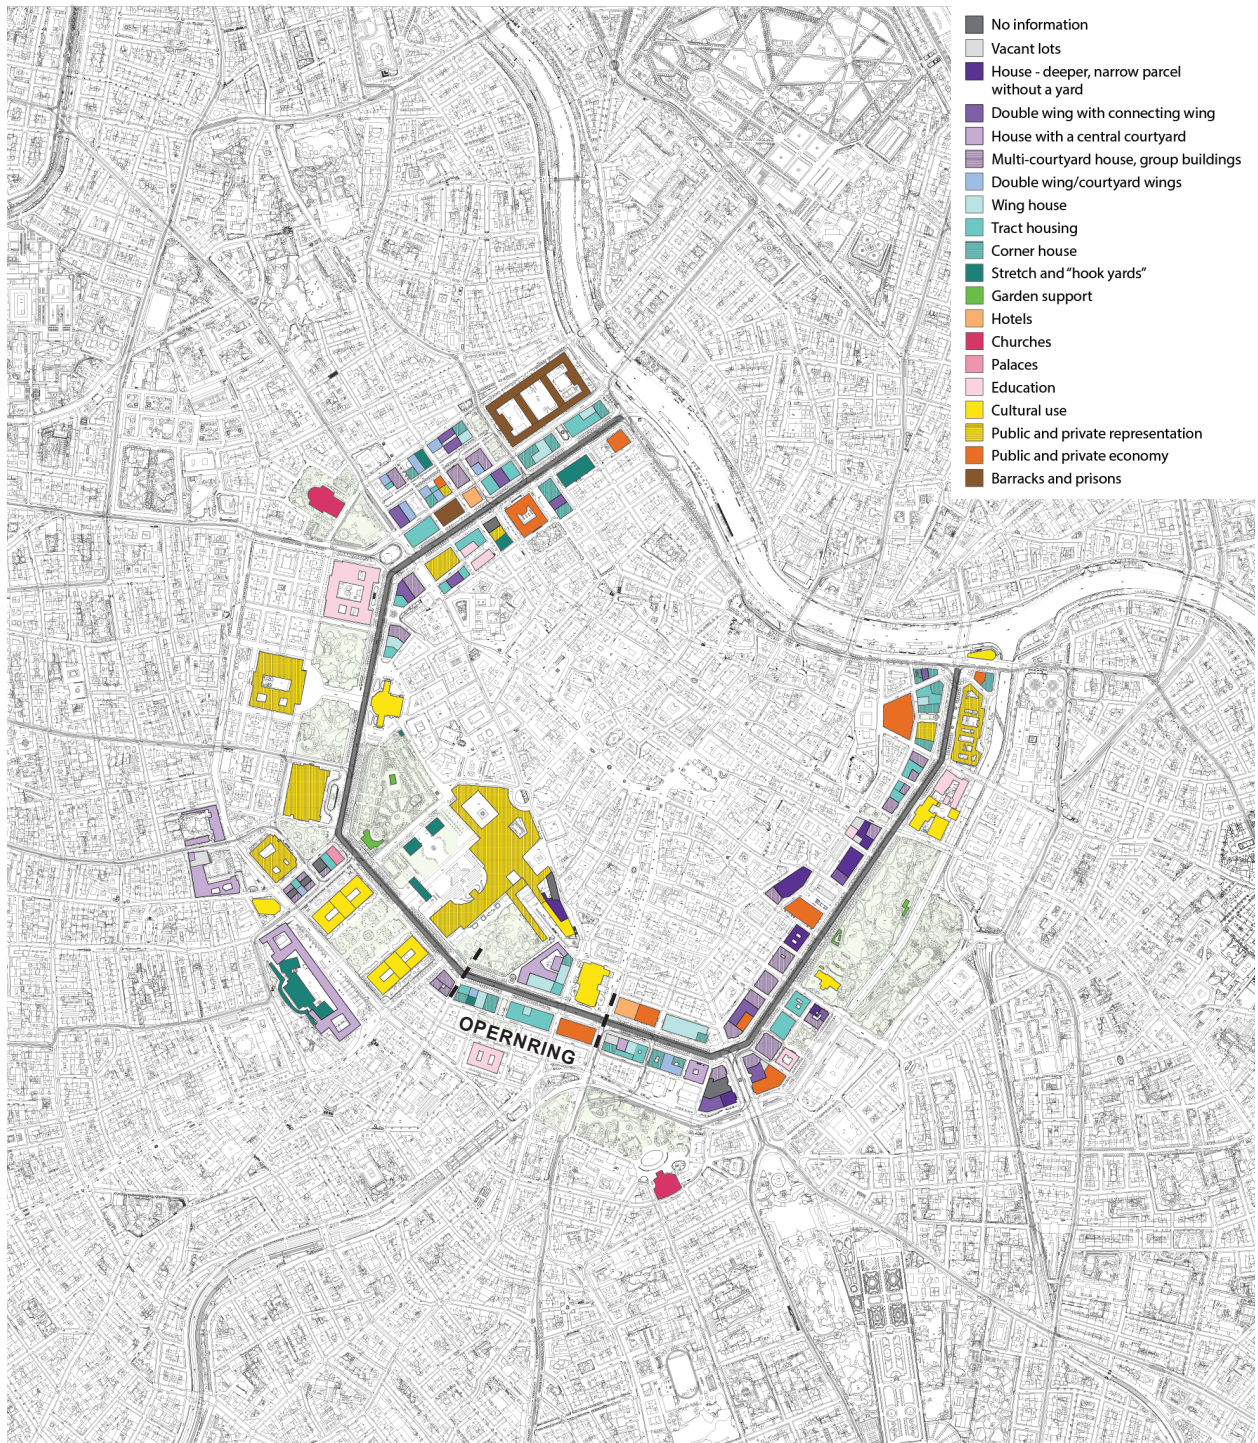 No information
Vacant lots
House - deeper, narrow parcel
without a yard
Double wing with connecting wing
House with a central courtyard
Multi-courtyard house, group buildings
Double wing/courtyard wings
Wing house
Tract housing
Corner house
Stretch and “hook yards”
Garden support
Hotels
Churches
Palaces
Education
Cultural use
Public and private representation
Public and private economy
Barracks and prisons
OPERNRING